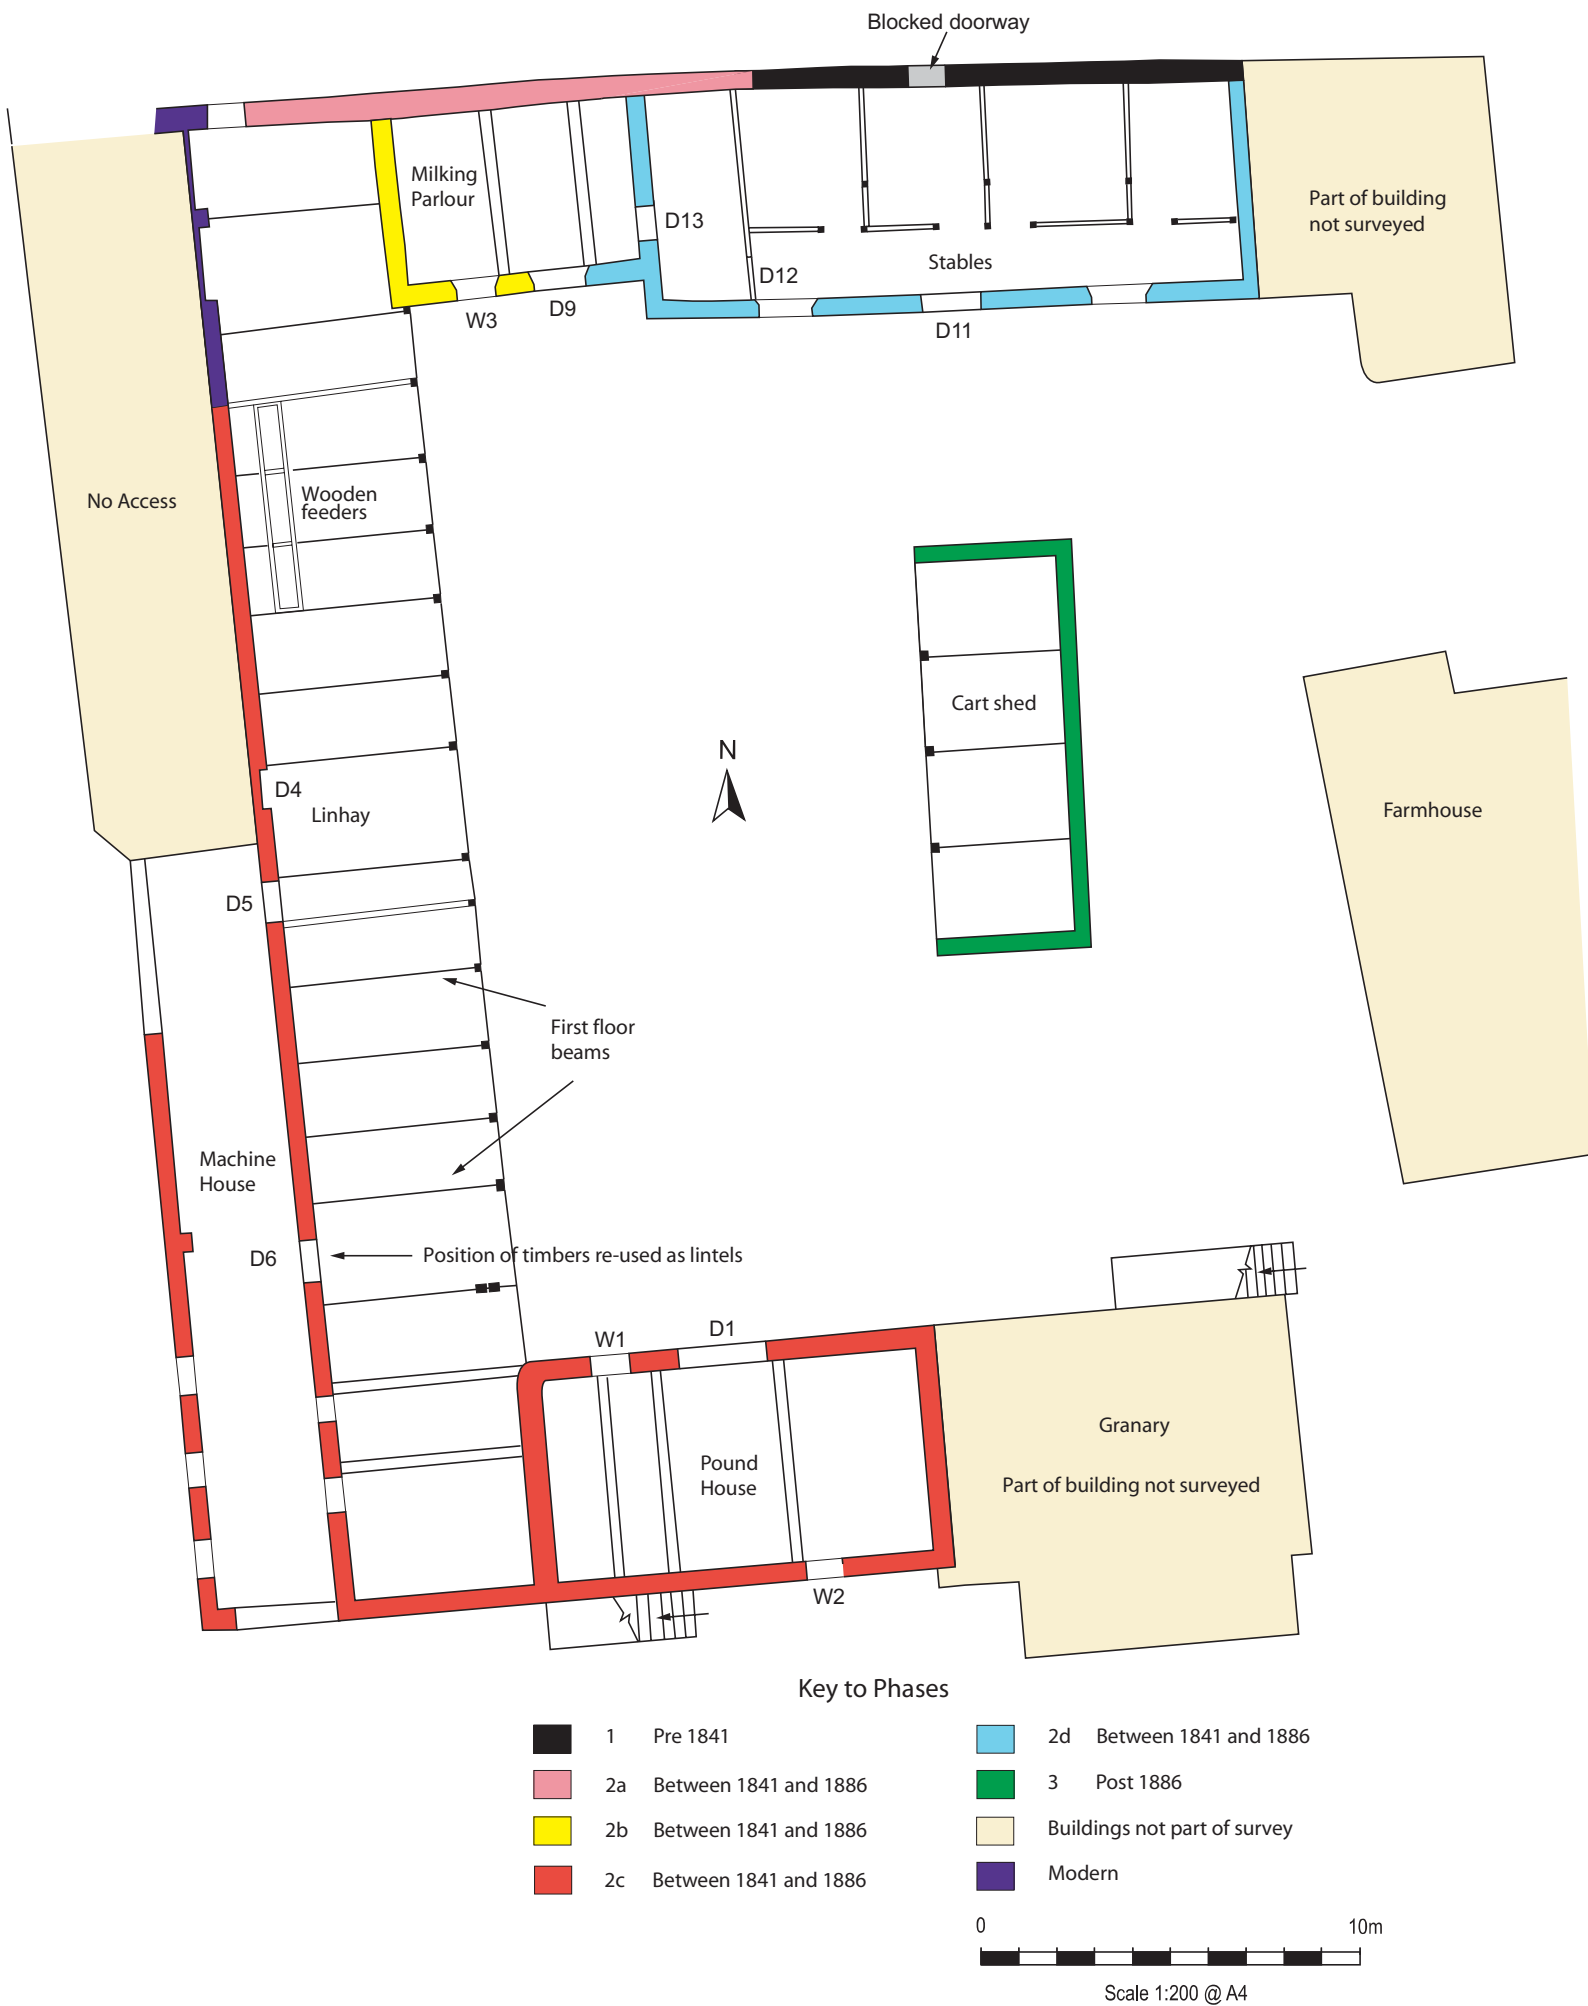 Blocked doorway
Milking
Parlour
D13
Part of building
not surveyed
Stables
D12
W3
D9
D11
No Access
Wooden
feeders
Cart shed
N
D4
Linhay
Farmhouse
D5
First floor
beams
Machine
House
D6
Position of timbers re-used as lintels
W1
D1
Granary
Pound
House
Part of building not surveyed
W2
Key to Phases
1 Pre 1841
2a Between 1841 and 1886
2b Between 1841 and 1886
2c Between 1841 and 1886
2d Between 1841 and 1886
3 Post 1886
Buildings not part of survey
Modern
0 10m
Scale 1:200 @ A4